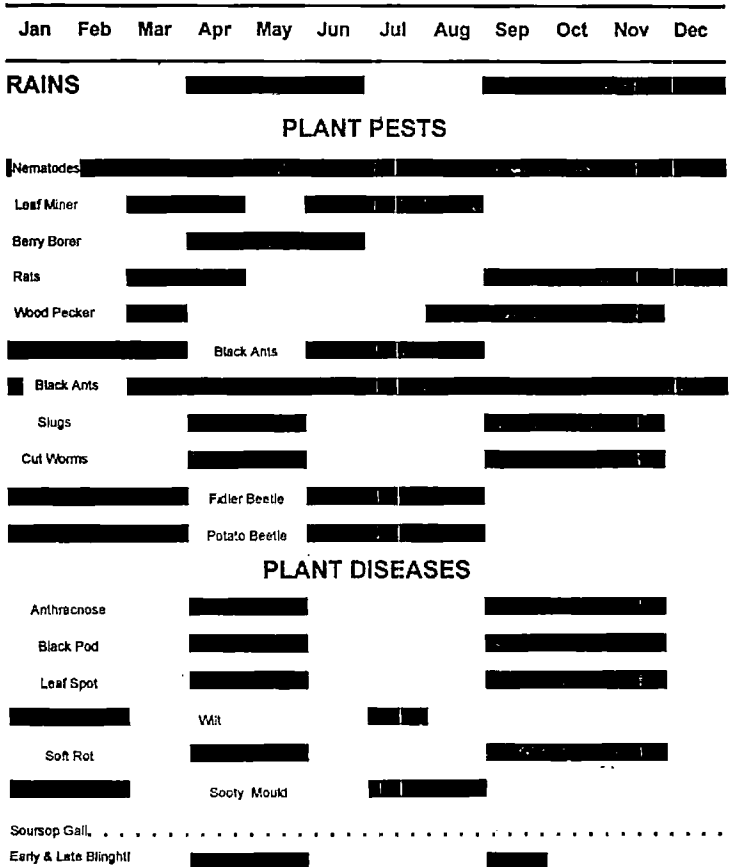 Jan Feb Mar Apr May Jun Jul Aug Sep Oct Nov Dec
RAINS
PLANT PESTS
Nematodes
Leaf Miner
Berry Borer
Rats
Wood Pecker
Black Ants
Black Ants
Slugs
Cut Worms
Fidler Beetle
Potato Beetle
PLANT DISEASES
Anthracnose
Black Pod
Leaf Spot
Wilt
Soft Rot
Sooty Mould
Soursop Gall
Early & Late Blinghtl